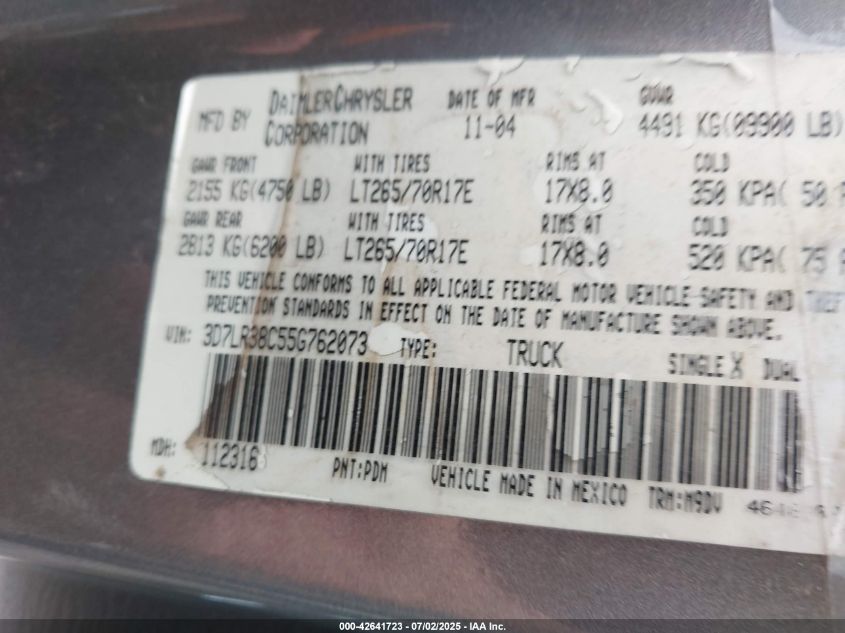 MFD BY DAIMLERCHRYSLER CORPORATION DATE OF MFR 11-04 GVWR 4491 KG(09900 LB)
GAWR FRONT WITH TIRES RIMS AT COLD
2155 KG(4750 LB) LT265/70R17E 17X8.0 350 KPA( 50
GAWR REAR WITH TIRES RIMS AT COLD
2813 KG(6200 LB) LT265/70R17E 17X8.0 520 KPA( 75
THIS VEHICLE CONFORMS TO ALL APPLICABLE FEDERAL MOTOR VEHICLE SAFETY AND THEFT
PREVENTION STANDARDS IN EFFECT ON THE DATE OF MANUFACTURE SHOWN ABOVE.
VIN: 3D7LR38C55G762073 TYPE: TRUCK SINGLE X DUAL
MDH: 112316
PNT:PDM VEHICLE MADE IN MEXICO TRM:M9DV
000-42641723 - 07/02/2025 - IAA Inc.